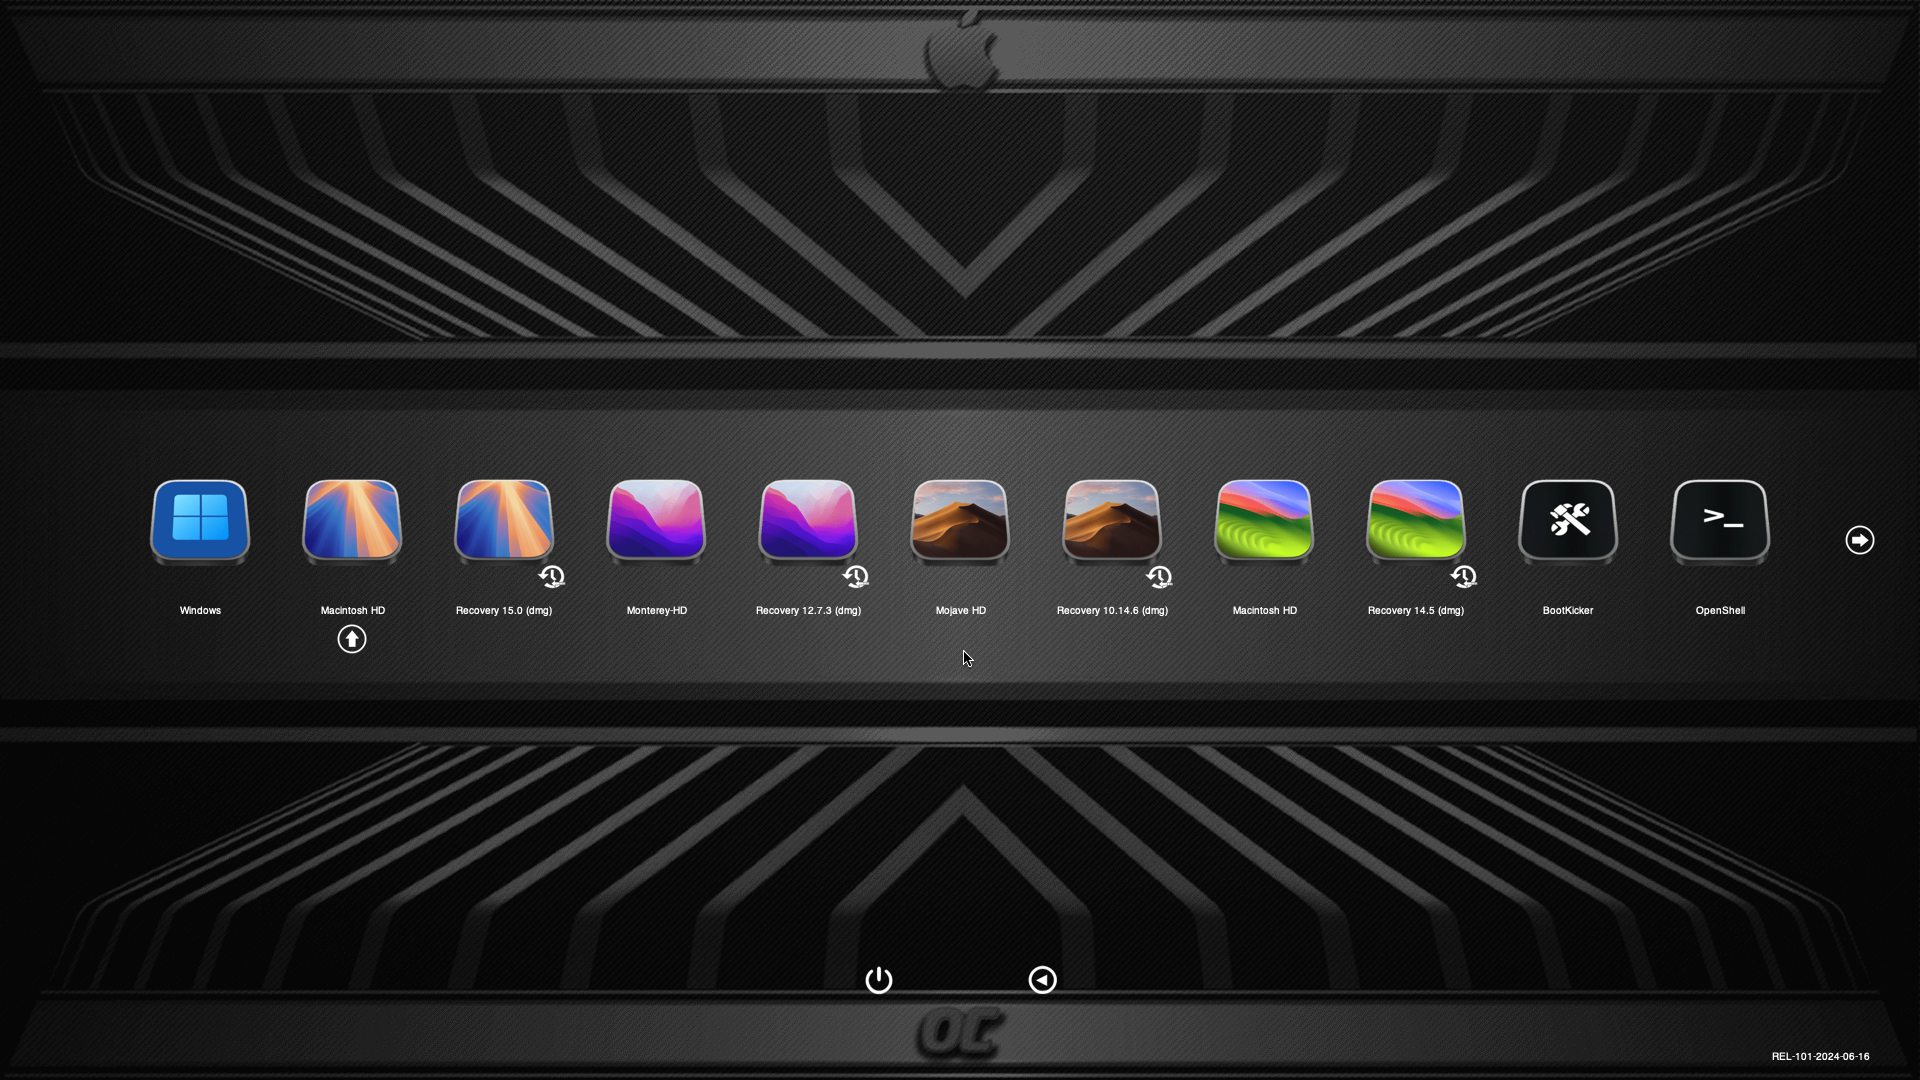 >_
Windows
Macintosh HD
Recovery 15.0 (dmg)
Monterey-HD
Recovery 12.7.3 (dmg)
Mojave HD
Recovery 10.14.6 (dmg)
Macintosh HD
Recovery 14.5 (dmg)
BootKicker
OpenShell
OC
REL-101-2024-06-16